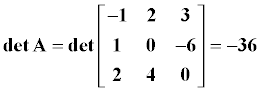 det A = det [ -1 2 3
1 0 -6
2 4 0 ] = -36